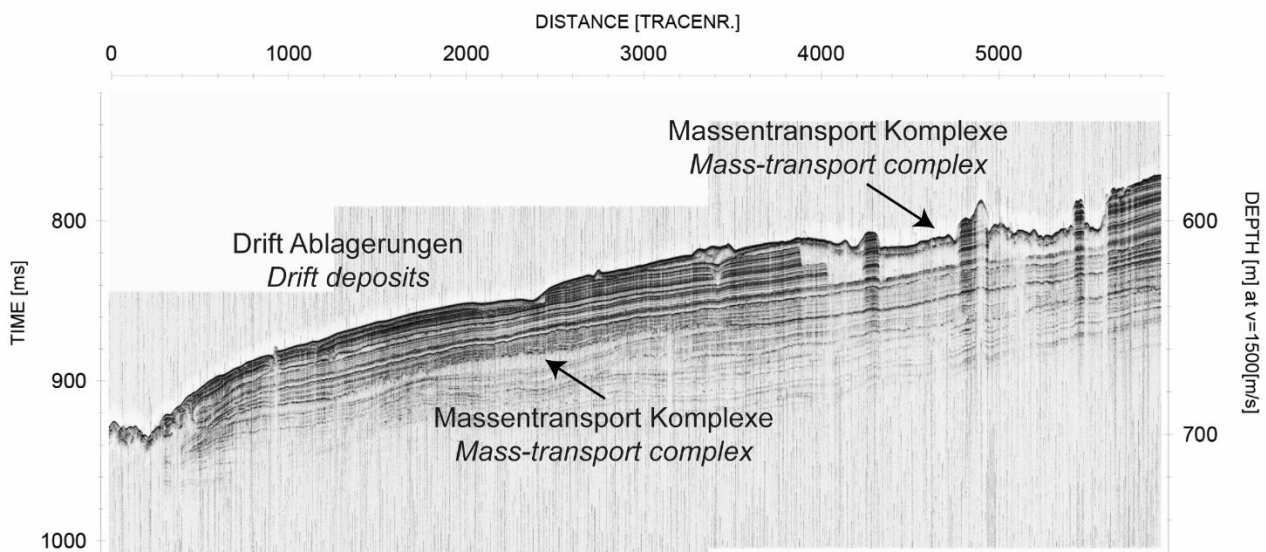 DISTANCE [TRACENR.]
0 1000 2000 3000 4000 5000
Massentransport Komplexe
Mass-transport complex
800
600
Drift Ablagerungen
Drift deposits
TIME [ms]
DEPTH [m] at v=1500[m/s]
900
Massentransport Komplexe
Mass-transport complex
700
1000